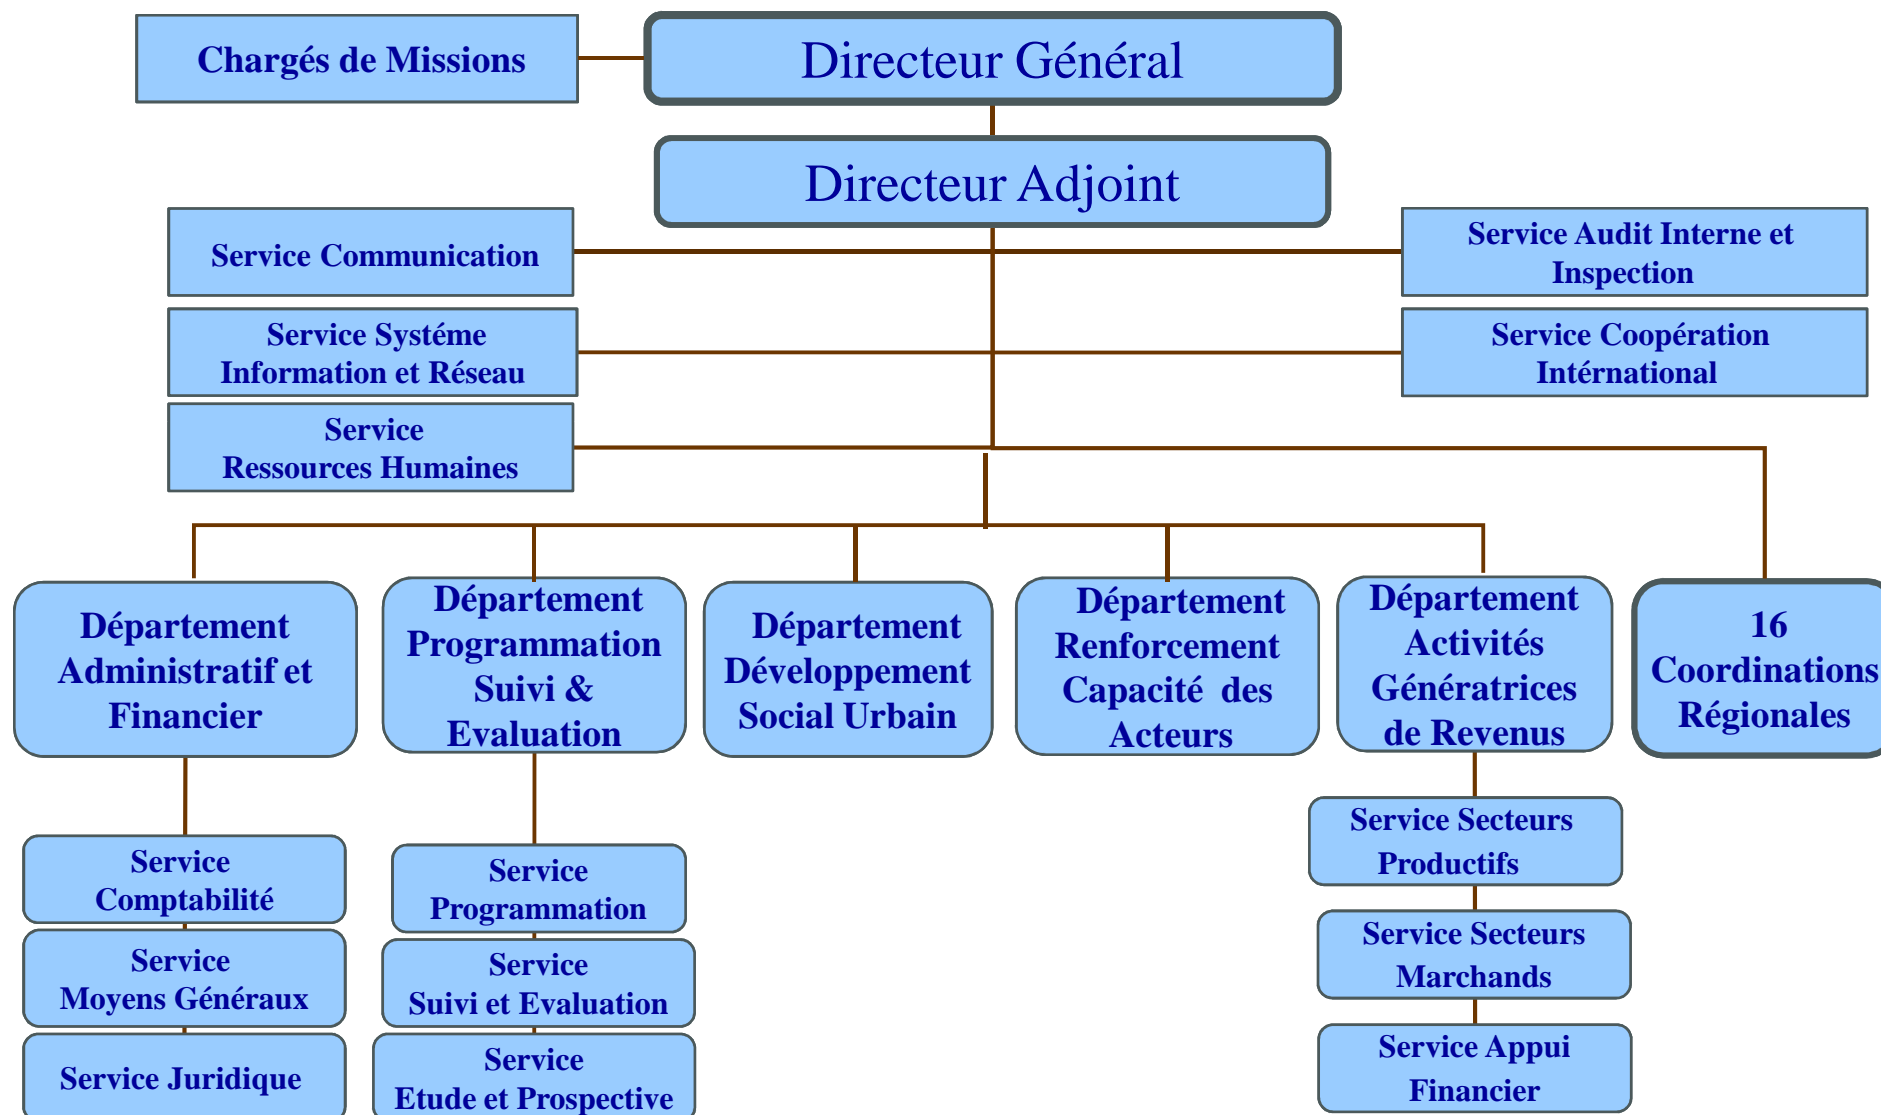 Chargés de Missions
Directeur Général
Directeur Adjoint
Service Communication
Service Audit Interne et
Inspection
Service Systéme
Information et Réseau
Service Coopération
Intérnational
Service
Ressources Humaines
Département
Administratif et
Financier
Département
Programmation
Suivi &
Evaluation
Département
Développement
Social Urbain
Département
Renforcement
Capacité des
Acteurs
Département
Activités
Génératrices
de Revenus
16
Coordinations
Régionales
Service
Comptabilité
Service
Moyens Généraux
Service Juridique
Service
Programmation
Service
Suivi et Evaluation
Service
Etude et Prospective
Service Secteurs
Productifs
Service Secteurs
Marchands
Service Appui
Financier